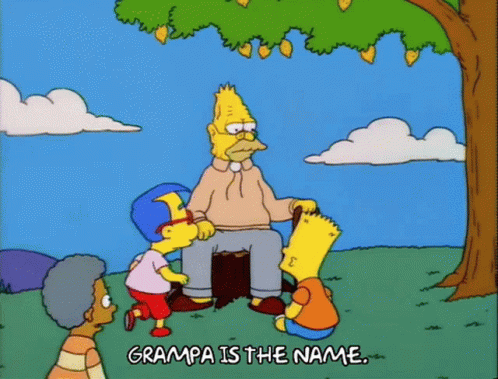 GRAMPA IS THE NAME.